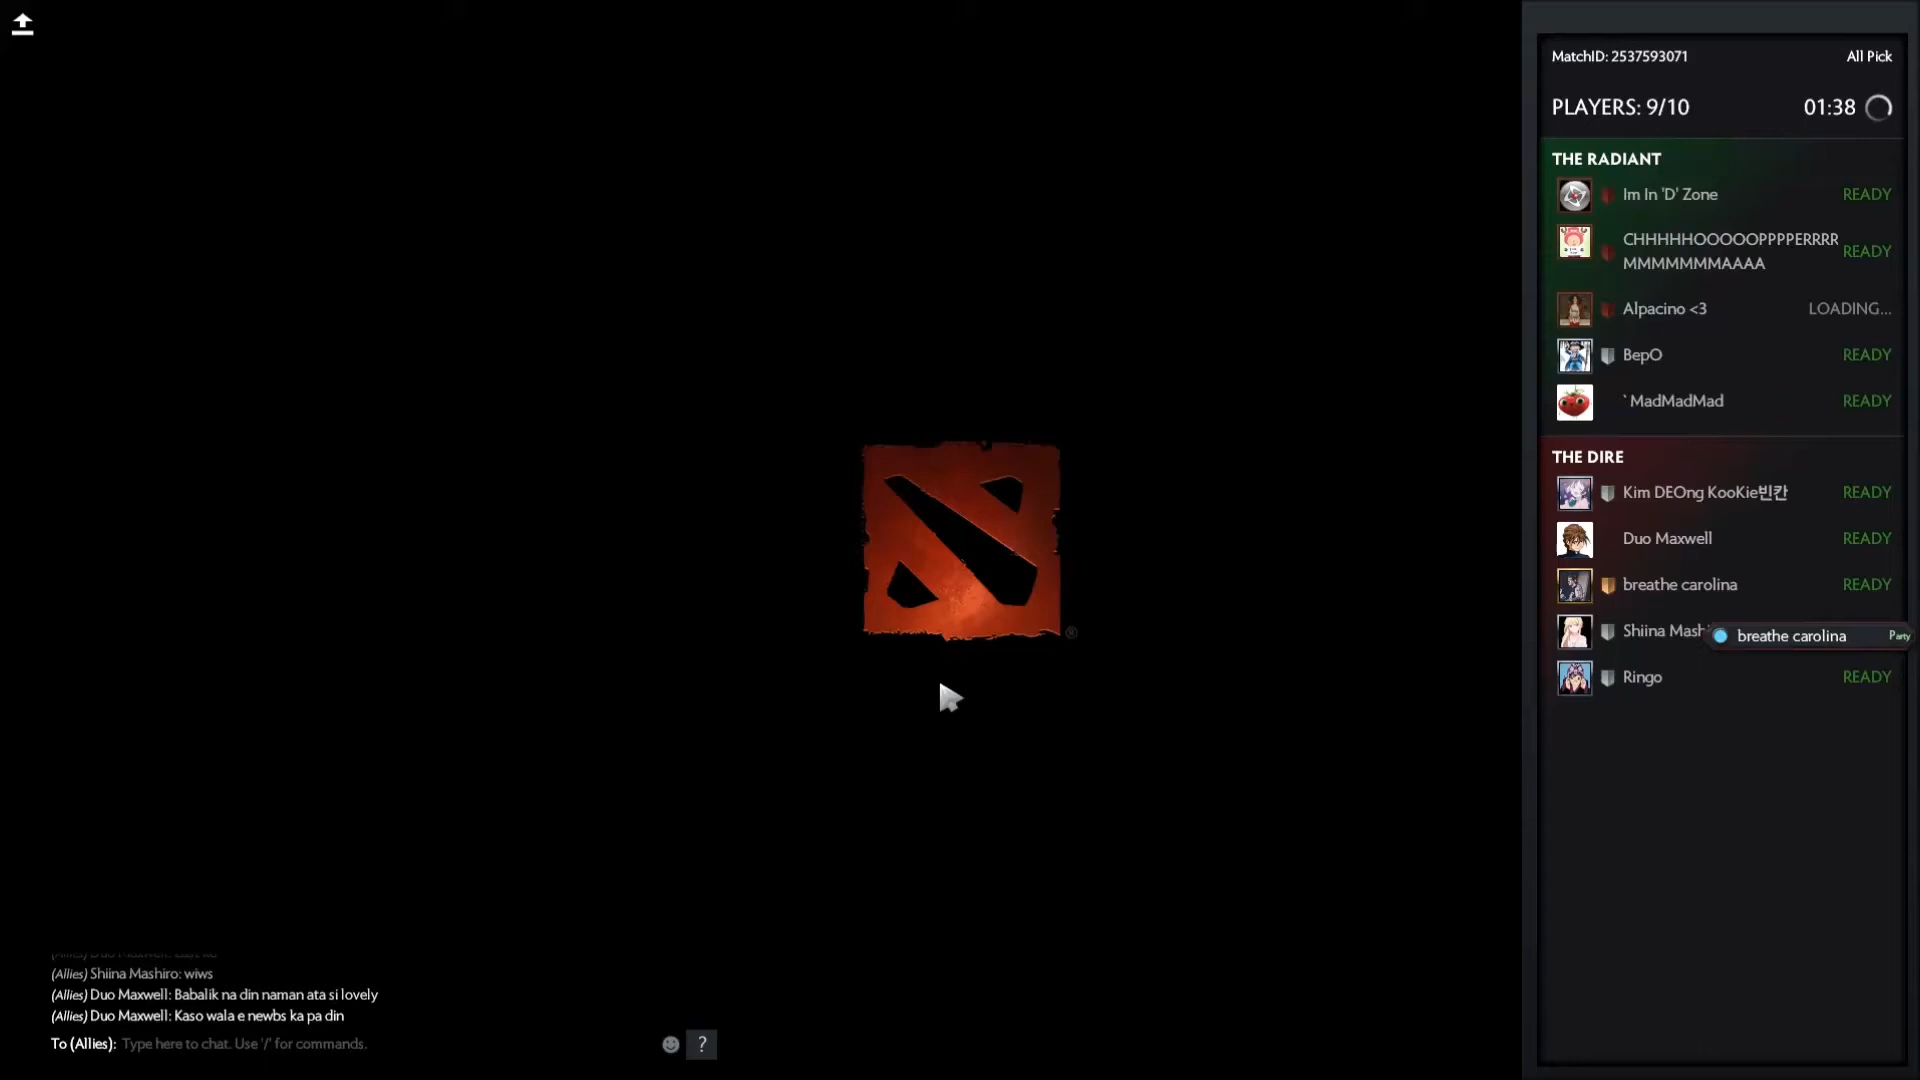 MatchID: 2537593071 All Pick
PLAYERS: 9/10 01:38
THE RADIANT
Im In 'D' Zone READY
CHHHHHOOOOOPPPPERRRR
MMMMMMMAAAA READY
Alpacino <3 LOADING...
BepO READY
`MadMadMad READY
THE DIRE
Kim DEOng KooKie빈칸 READY
Duo Maxwell READY
breathe carolina READY
Shiina Mash
breathe carolina Party
Ringo READY
(Allies) Duo Maxwell:
(Allies) Shiina Mashiro: wiws
(Allies) Duo Maxwell: Babalik na din naman ata si lovely
(Allies) Duo Maxwell: Kaso wala e newbs ka pa din
To (Allies): Type here to chat. Use '/' for commands.
?
®